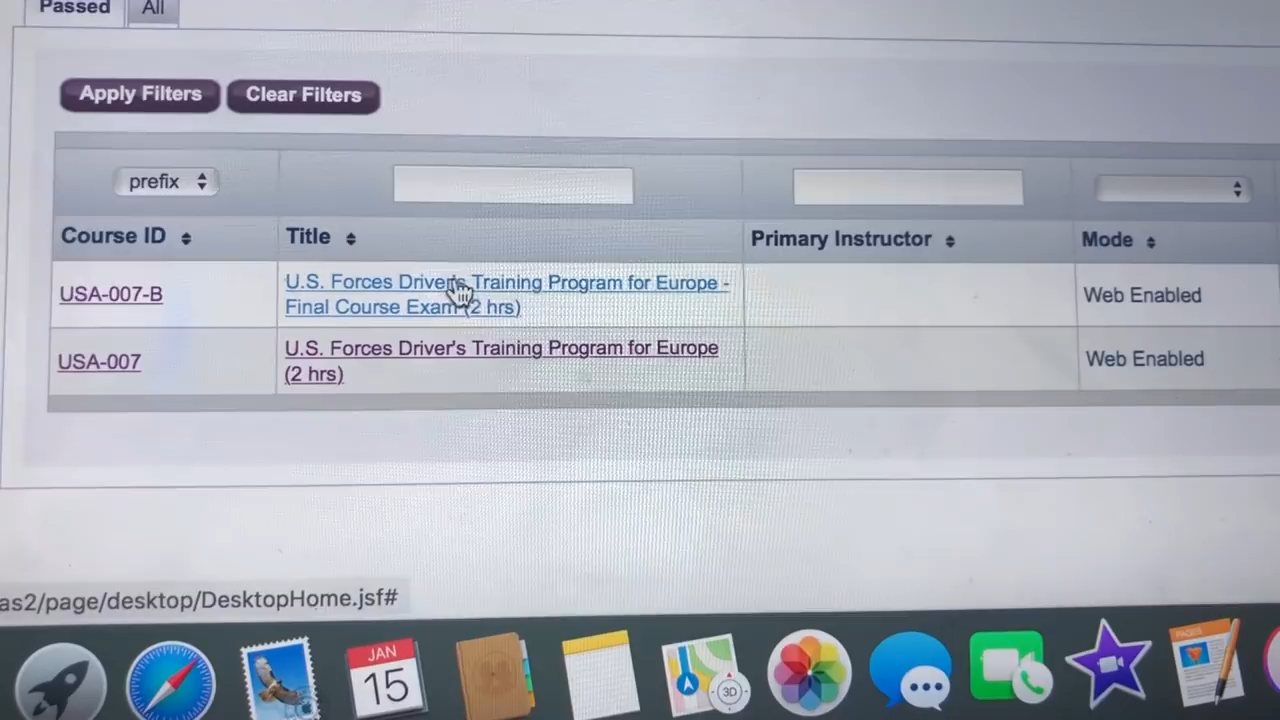 Passed All
Apply Filters Clear Filters
prefix
Course ID Title Primary Instructor Mode
USA-007-B U.S. Forces Driver's Training Program for Europe - Web Enabled
Final Course Exam (2 hrs)
USA-007 U.S. Forces Driver's Training Program for Europe Web Enabled
(2 hrs)
as2/page/desktop/DesktopHome.jsf#
JAN
15
3D
PAGES